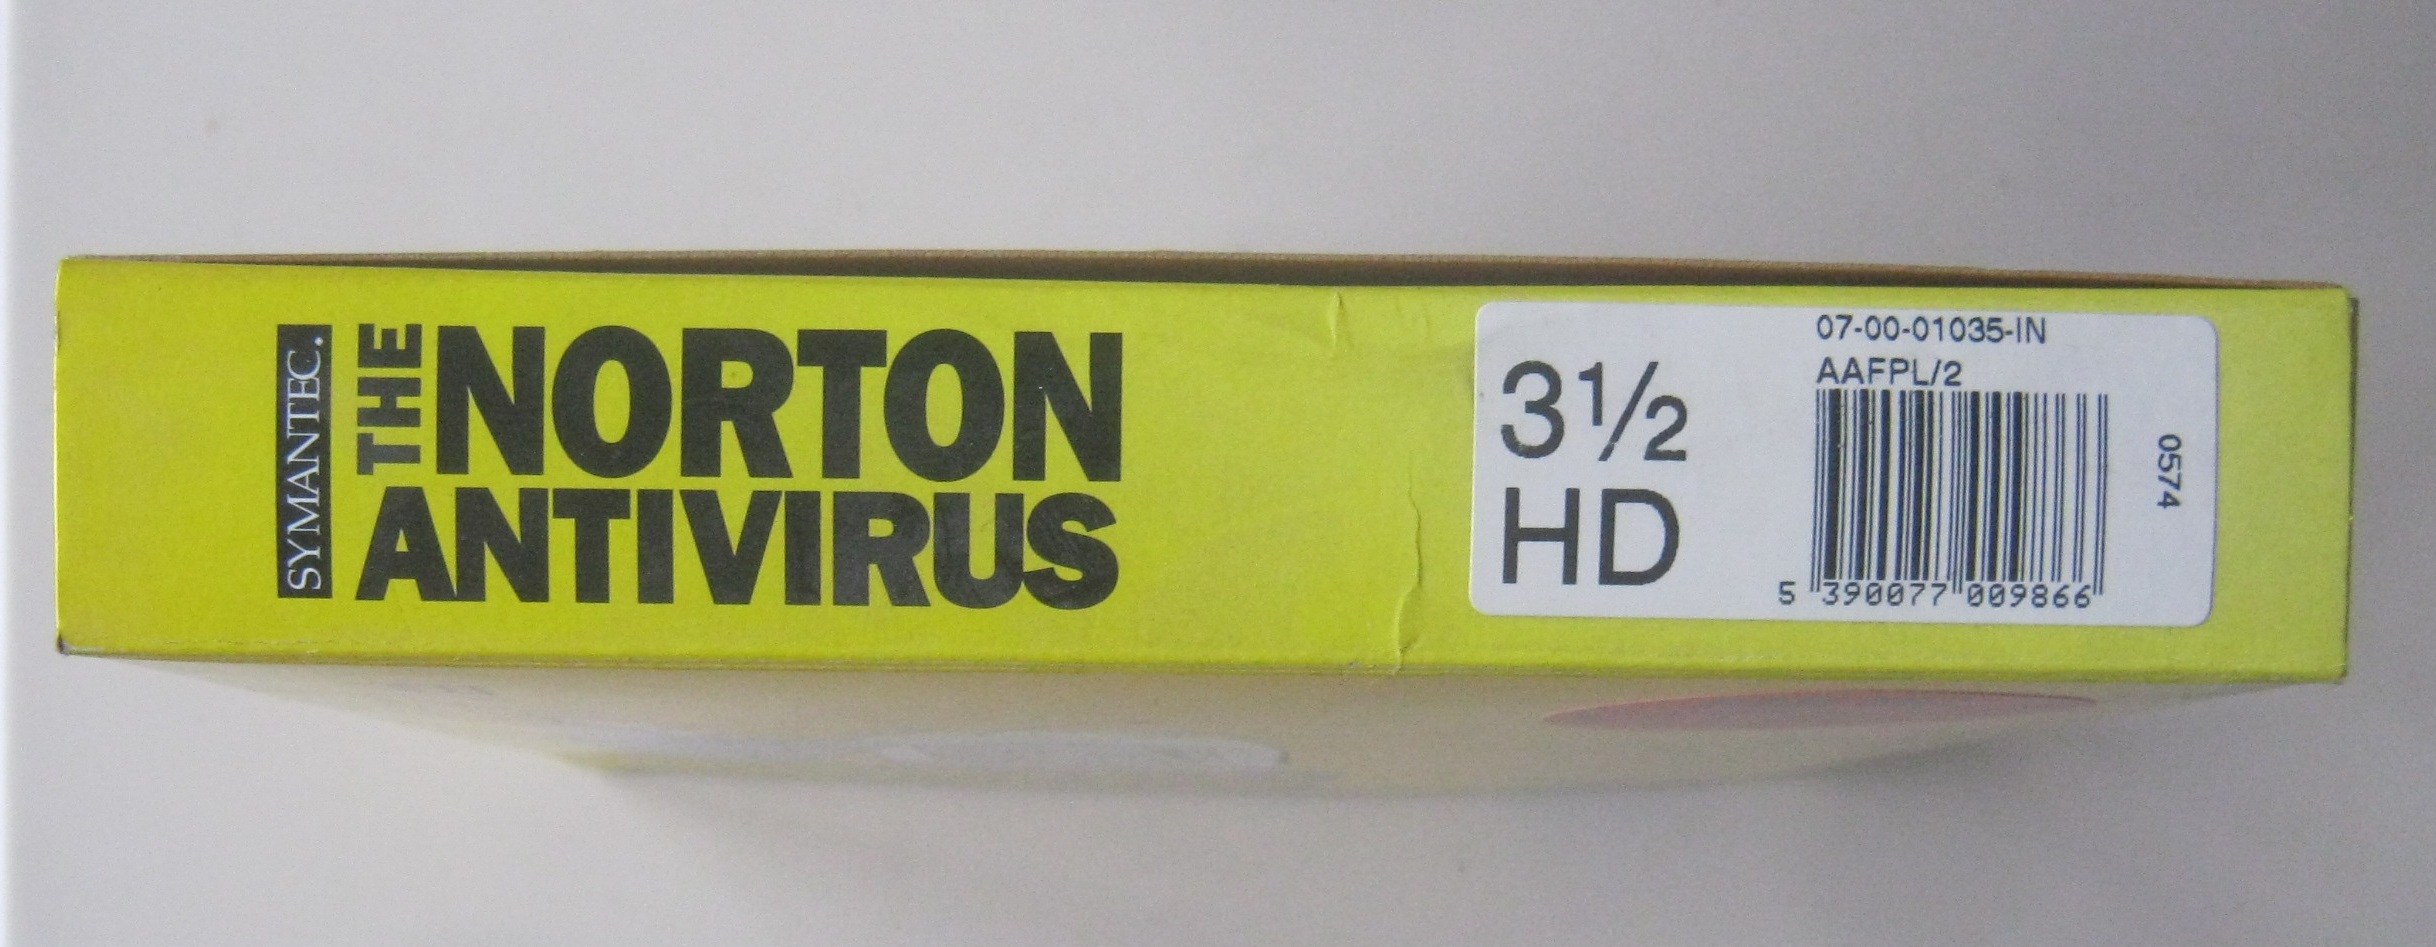 SYMANTEC.
THE NORTON
ANTIVIRUS
3½
HD
07-00-01035-IN
AAFPL/2
5 390077 009866
0574